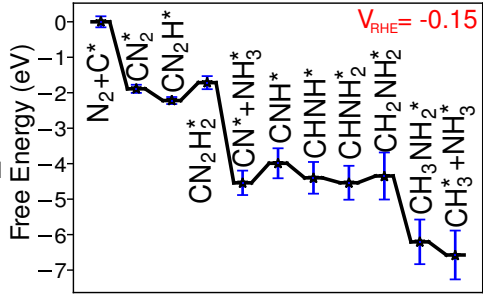 V_RHE = -0.15
Free Energy (eV)
0
−1
−2
−3
−4
−5
−6
−7
N₂+C*
CN₂*
CN₂H*
CN₂H₂*
CN*+NH₃*
CNH*
CHNH*
CHNH₂*
CH₂NH₂*
CH₃NH₂*
CH₃*+NH₃*